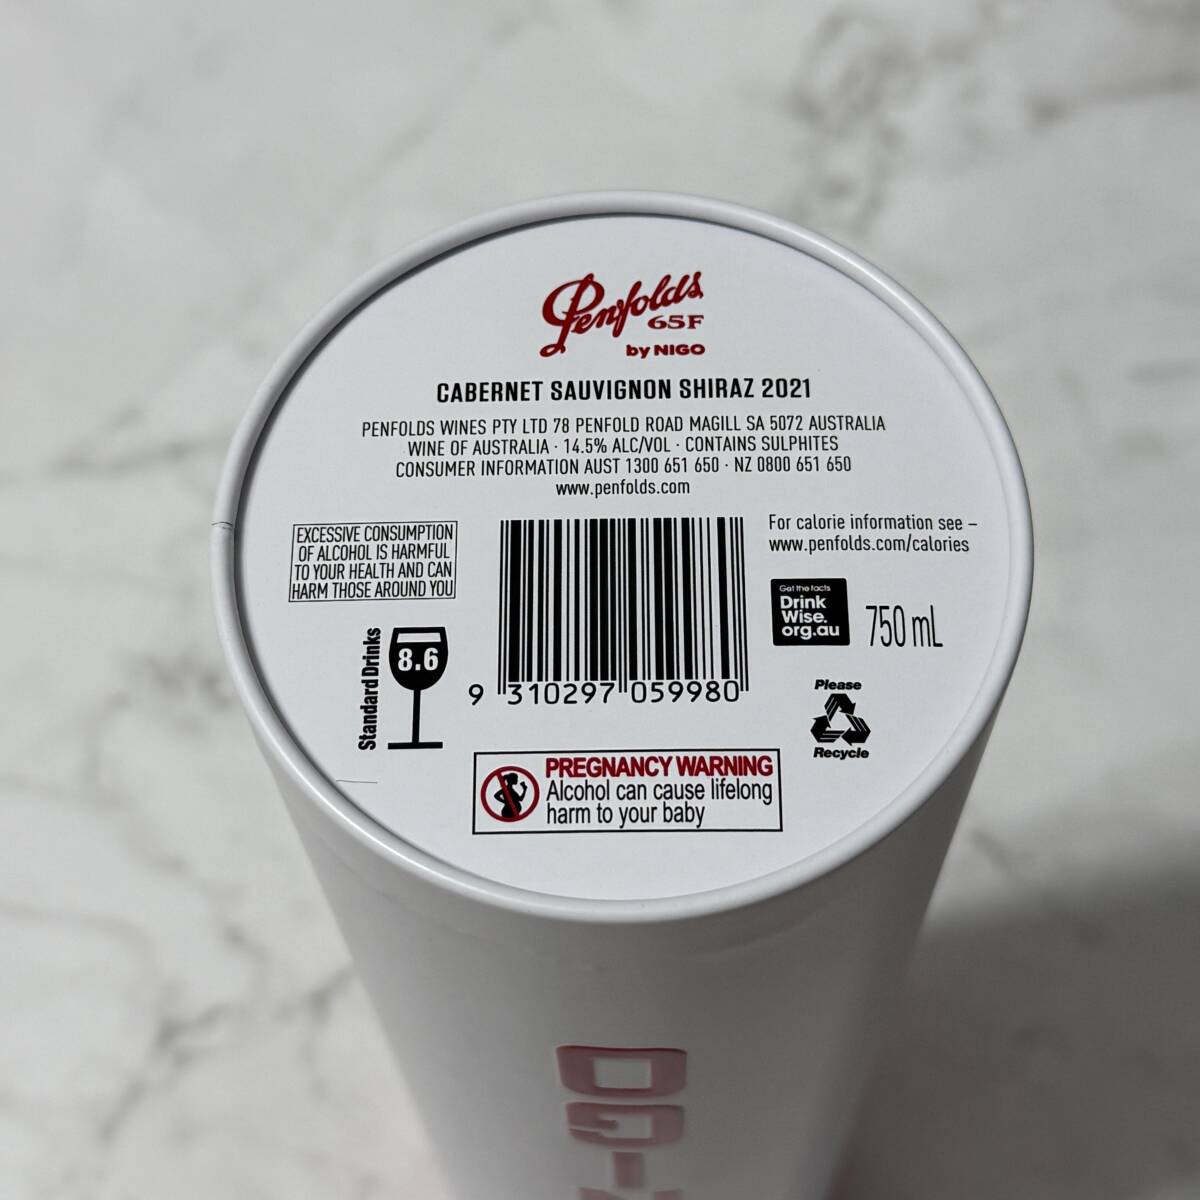 Penfolds
65F
by NIGO
CABERNET SAUVIGNON SHIRAZ 2021
PENFOLDS WINES PTY LTD 78 PENFOLD ROAD MAGILL SA 5072 AUSTRALIA
WINE OF AUSTRALIA · 14.5% ALC/VOL · CONTAINS SULPHITES
CONSUMER INFORMATION AUST 1300 651 650 · NZ 0800 651 650
www.penfolds.com
EXCESSIVE CONSUMPTION
OF ALCOHOL IS HARMFUL
TO YOUR HEALTH AND CAN
HARM THOSE AROUND YOU
Standard Drinks
8.6
9 310297 059980
For calorie information see –
www.penfolds.com/calories
Get the facts
Drink
Wise.
org.au
750 mL
Please
Recycle
PREGNANCY WARNING
Alcohol can cause lifelong
harm to your baby